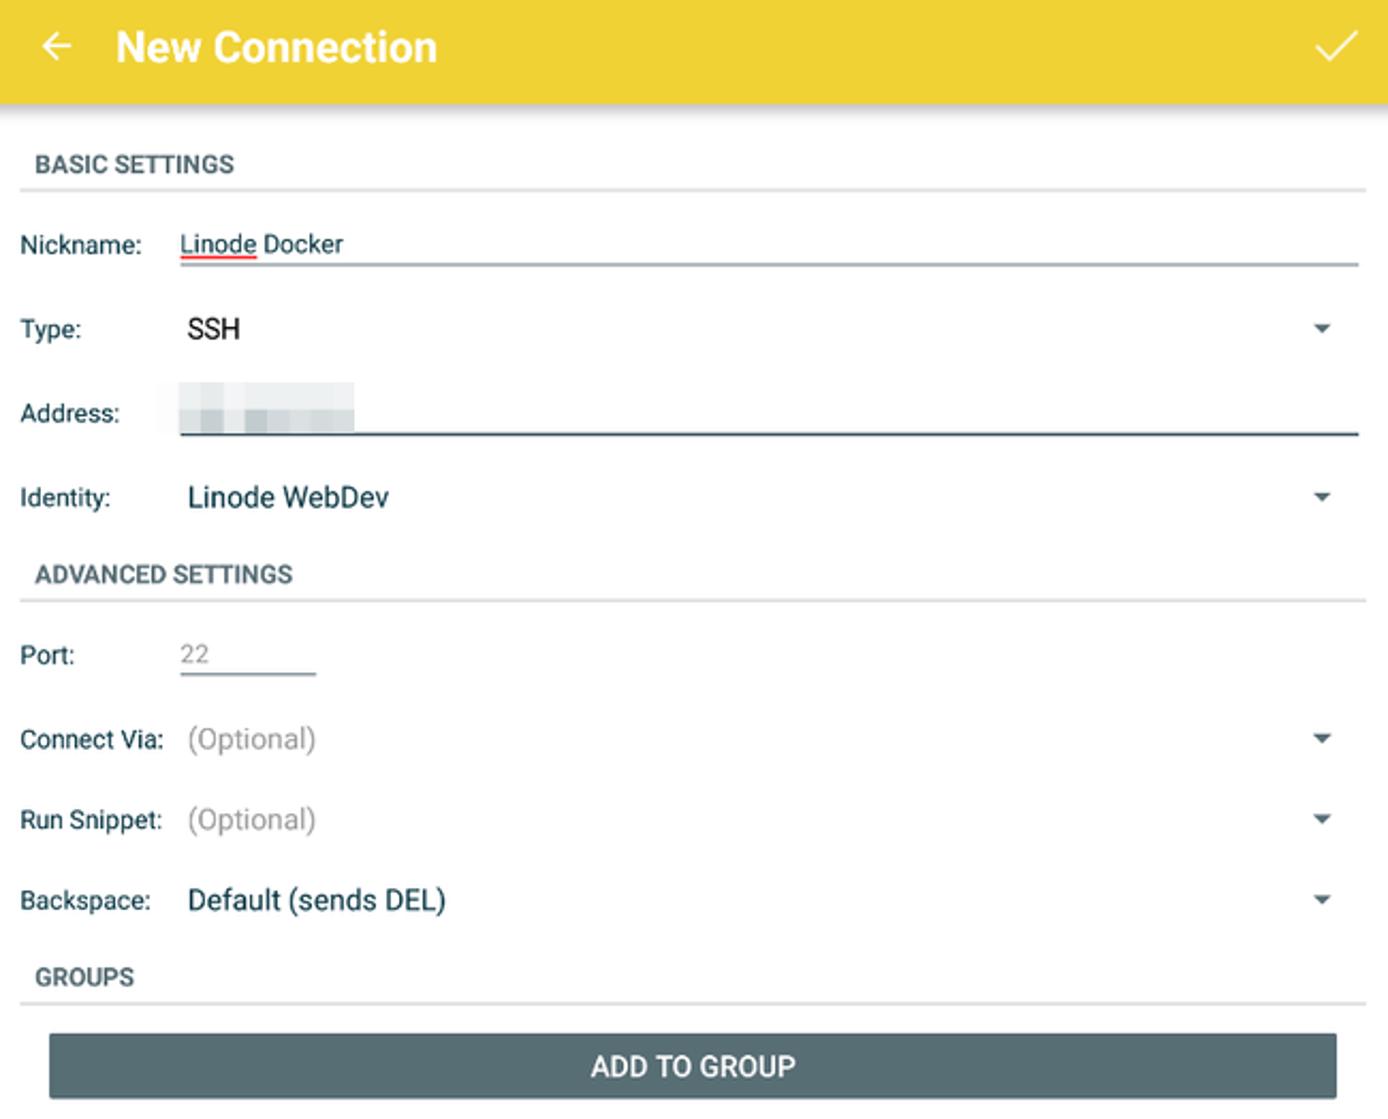 New Connection
BASIC SETTINGS
Nickname: Linode Docker
Type: SSH
Address:
Identity: Linode WebDev
ADVANCED SETTINGS
Port: 22
Connect Via: (Optional)
Run Snippet: (Optional)
Backspace: Default (sends DEL)
GROUPS
ADD TO GROUP